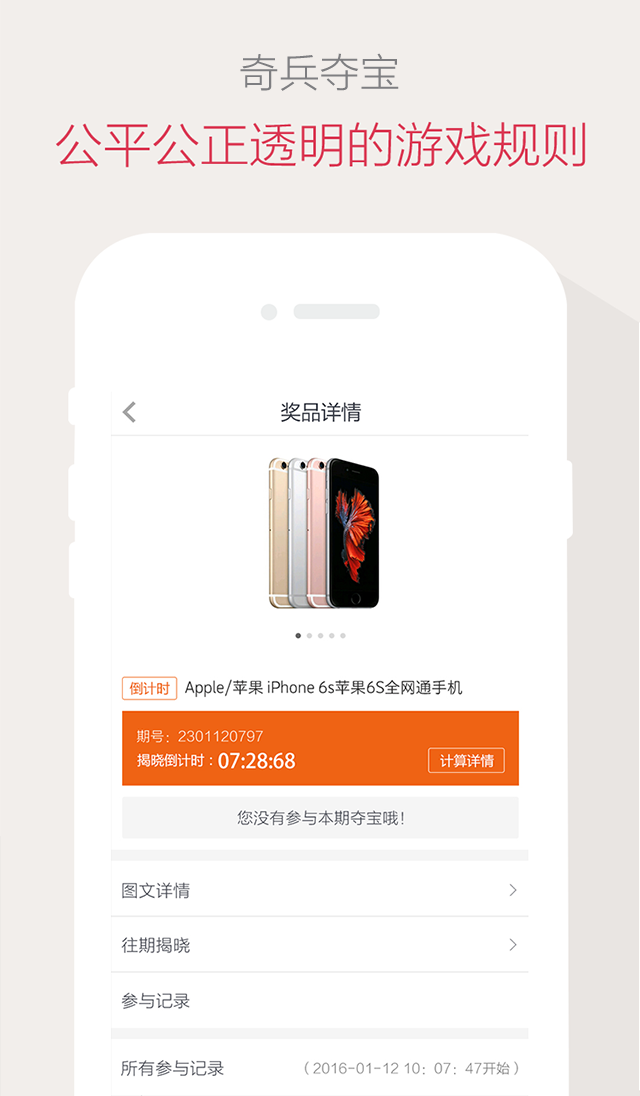 奇兵夺宝
公平公正透明的游戏规则
奖品详情
倒计时 Apple/苹果 iPhone 6s苹果6S全网通手机
期号：2301120797
揭晓倒计时：07:28:68 计算详情
您没有参与本期夺宝哦！
图文详情
往期揭晓
参与记录
所有参与记录 （2016-01-12 10：07：47开始）